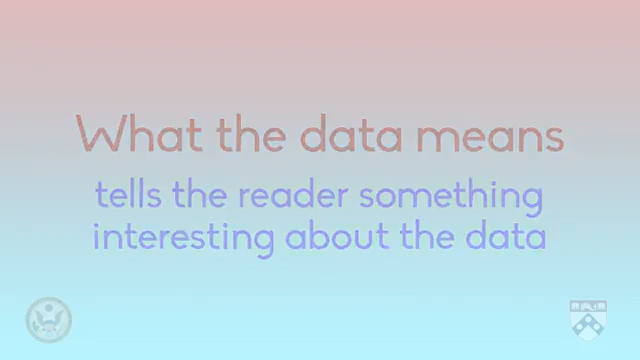 What the data means
tells the reader something
interesting about the data